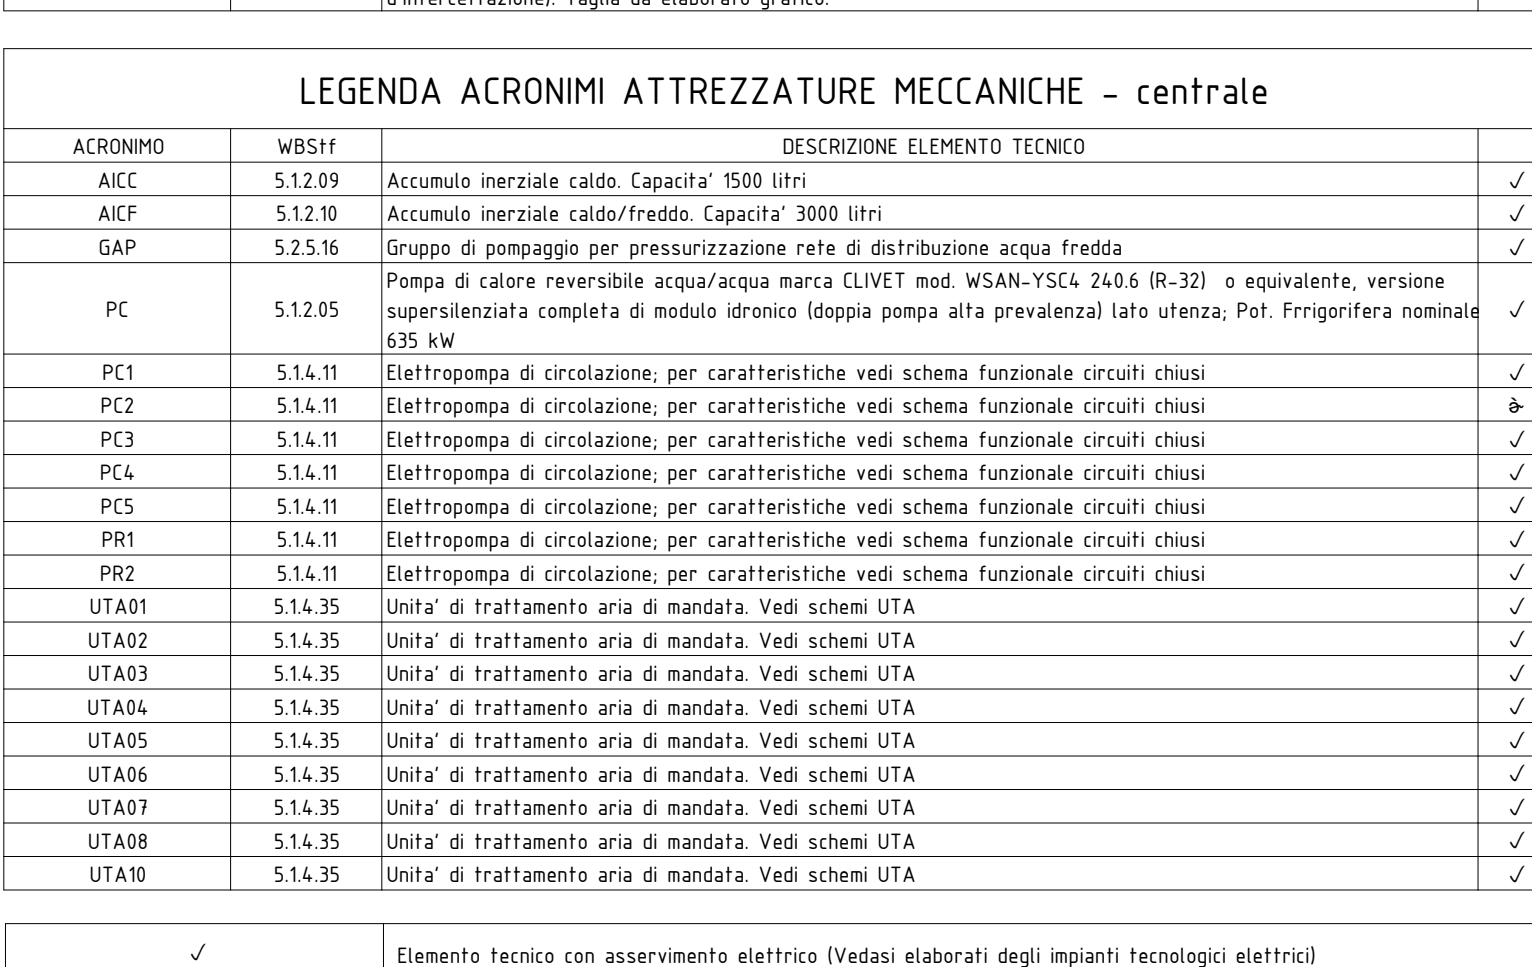 d'intercettazione). Taglia da elaborato grafico.
LEGENDA ACRONIMI ATTREZZATURE MECCANICHE - centrale
ACRONIMO WBStf DESCRIZIONE ELEMENTO TECNICO
AICC 5.1.2.09 Accumulo inerziale caldo. Capacita' 1500 litri ✓
AICF 5.1.2.10 Accumulo inerziale caldo/freddo. Capacita' 3000 litri ✓
GAP 5.2.5.16 Gruppo di pompaggio per pressurizzazione rete di distribuzione acqua fredda ✓
PC 5.1.2.05 Pompa di calore reversibile acqua/acqua marca CLIVET mod. WSAN-YSC4 240.6 (R-32) o equivalente, versione
supersilenziata completa di modulo idronico (doppia pompa alta prevalenza) lato utenza; Pot. Frrigorifera nominale ✓
635 kW
PC1 5.1.4.11 Elettropompa di circolazione; per caratteristiche vedi schema funzionale circuiti chiusi ✓
PC2 5.1.4.11 Elettropompa di circolazione; per caratteristiche vedi schema funzionale circuiti chiusi
PC3 5.1.4.11 Elettropompa di circolazione; per caratteristiche vedi schema funzionale circuiti chiusi ✓
PC4 5.1.4.11 Elettropompa di circolazione; per caratteristiche vedi schema funzionale circuiti chiusi ✓
PC5 5.1.4.11 Elettropompa di circolazione; per caratteristiche vedi schema funzionale circuiti chiusi ✓
PR1 5.1.4.11 Elettropompa di circolazione; per caratteristiche vedi schema funzionale circuiti chiusi ✓
PR2 5.1.4.11 Elettropompa di circolazione; per caratteristiche vedi schema funzionale circuiti chiusi ✓
UTA01 5.1.4.35 Unita' di trattamento aria di mandata. Vedi schemi UTA ✓
UTA02 5.1.4.35 Unita' di trattamento aria di mandata. Vedi schemi UTA ✓
UTA03 5.1.4.35 Unita' di trattamento aria di mandata. Vedi schemi UTA ✓
UTA04 5.1.4.35 Unita' di trattamento aria di mandata. Vedi schemi UTA ✓
UTA05 5.1.4.35 Unita' di trattamento aria di mandata. Vedi schemi UTA ✓
UTA06 5.1.4.35 Unita' di trattamento aria di mandata. Vedi schemi UTA ✓
UTA07 5.1.4.35 Unita' di trattamento aria di mandata. Vedi schemi UTA ✓
UTA08 5.1.4.35 Unita' di trattamento aria di mandata. Vedi schemi UTA ✓
UTA10 5.1.4.35 Unita' di trattamento aria di mandata. Vedi schemi UTA ✓
✓ Elemento tecnico con asservimento elettrico (Vedasi elaborati degli impianti tecnologici elettrici)